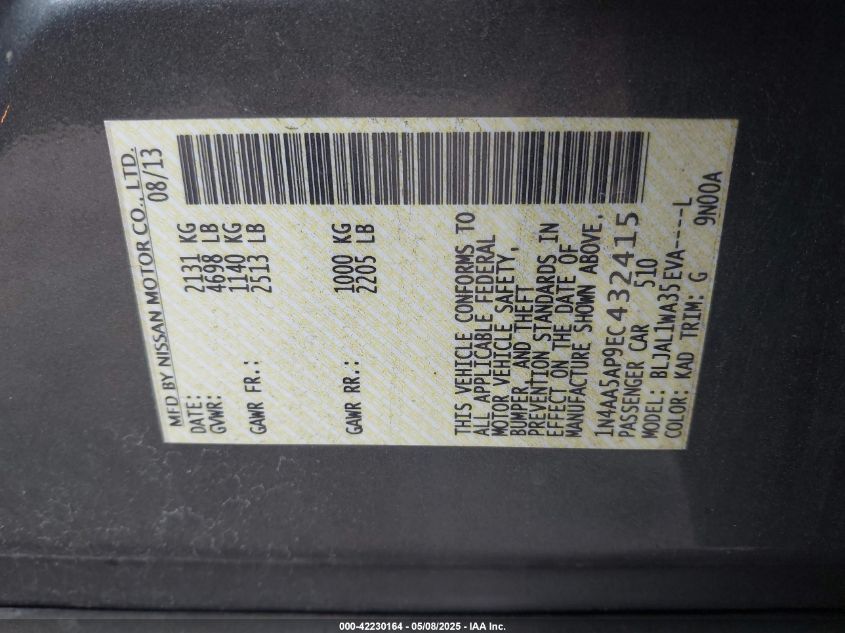 MFD BY NISSAN MOTOR CO., LTD.
DATE: 08/13
GVWR: 2131 KG
4698 LB
GAWR FR.: 1140 KG
2513 LB
GAWR RR.: 1000 KG
2205 LB
THIS VEHICLE CONFORMS TO
ALL APPLICABLE FEDERAL
MOTOR VEHICLE SAFETY,
BUMPER, AND THEFT
PREVENTION STANDARDS IN
EFFECT ON THE DATE OF
MANUFACTURE SHOWN ABOVE.
1N4AA5AP9EC432415
PASSENGER CAR 510
MODEL: BLJAL1WA35EVA----L
COLOR: KAD TRIM: G 9N00A
000-42230164 - 05/08/2025 - IAA Inc.